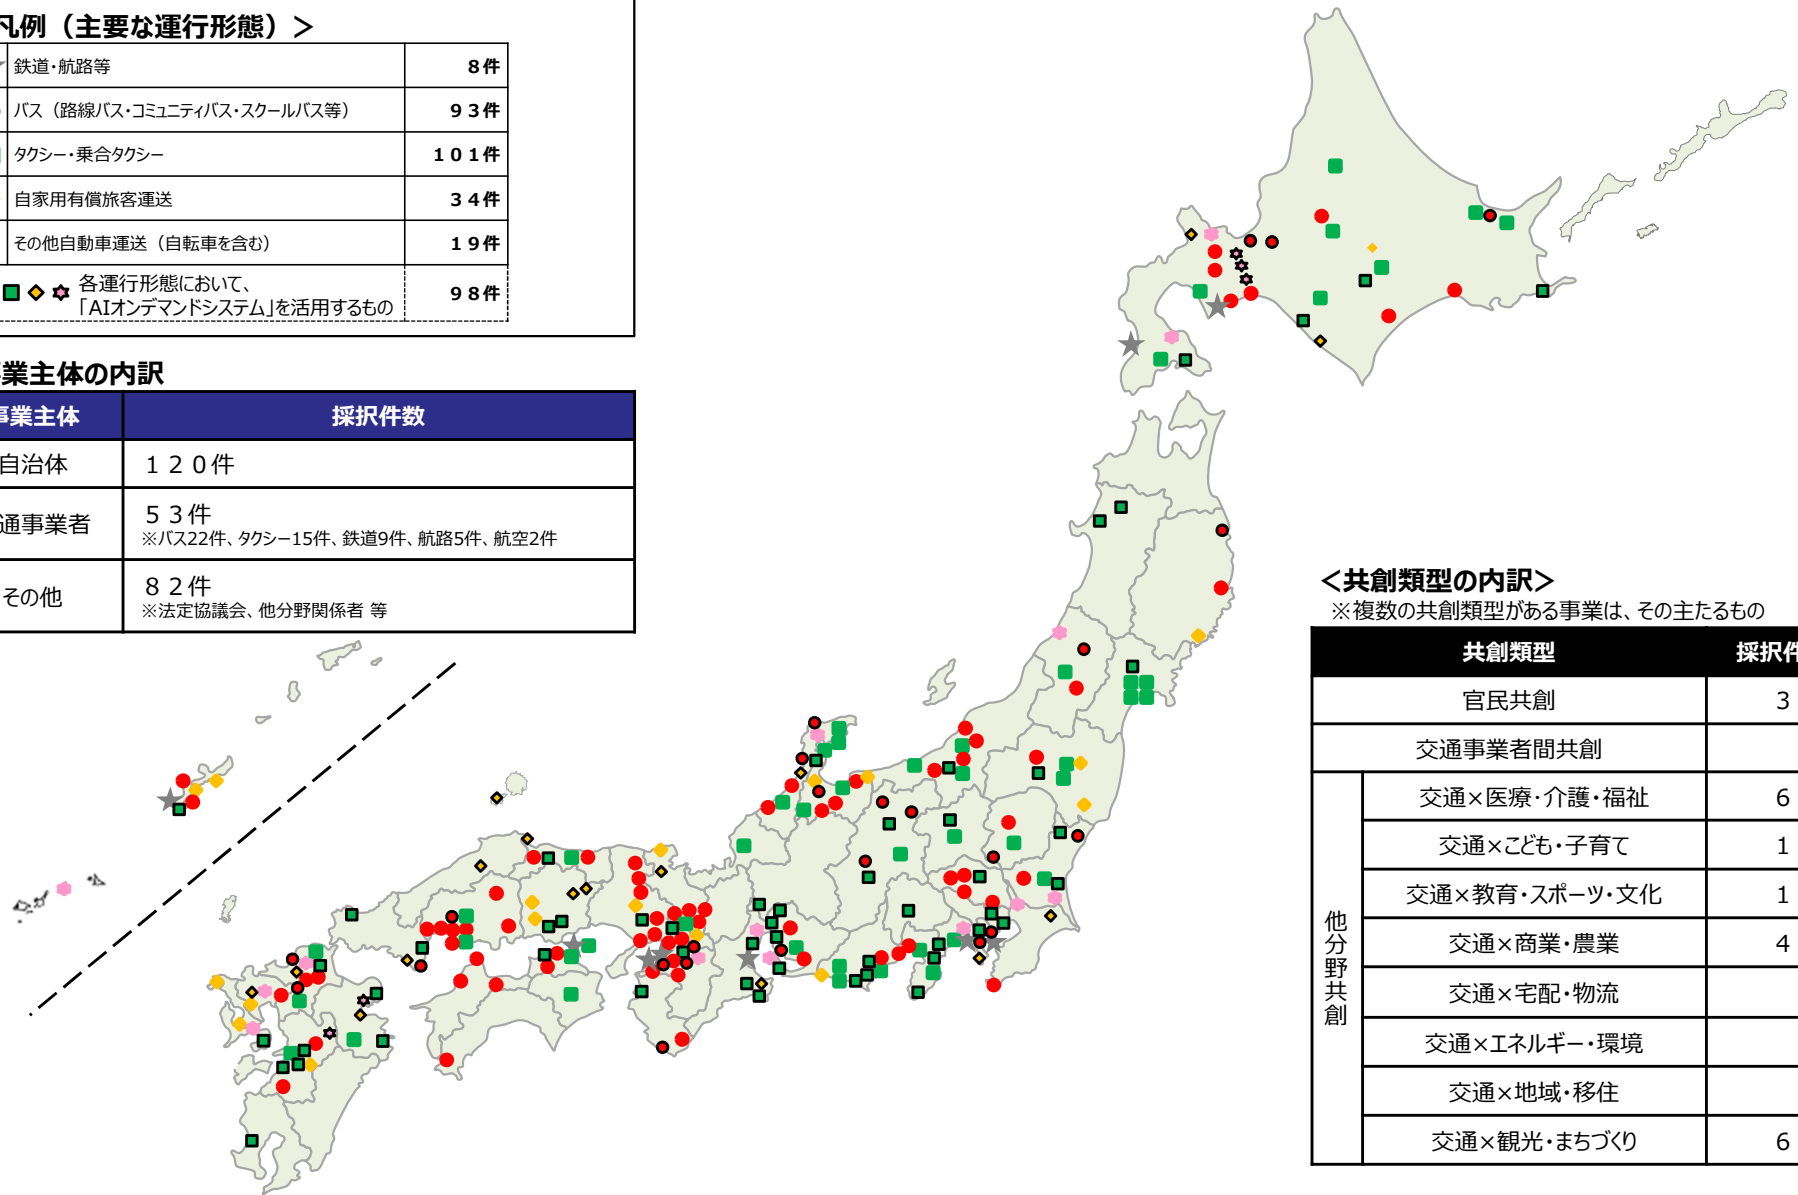 凡例（主要な運行形態）＞
鉄道・航路等 8件
バス（路線バス・コミュニティバス・スクールバス等） 93件
タクシー・乗合タクシー 101件
自家用有償旅客運送 34件
その他自動車運送（自転車を含む） 19件
各運行形態において、
「AIオンデマンドシステム」を活用するもの 98件
業主体の内訳
事業主体 採択件数
自治体 １２０件
通事業者 ５３件
※バス22件、タクシー15件、鉄道9件、航路5件、航空2件
その他 ８２件
※法定協議会、他分野関係者 等
＜共創類型の内訳＞
※複数の共創類型がある事業は、その主たるもの
共創類型 採択件
官民共創 3
交通事業者間共創
他分野共創
交通×医療・介護・福祉 6
交通×こども・子育て 1
交通×教育・スポーツ・文化 1
交通×商業・農業 4
交通×宅配・物流
交通×エネルギー・環境
交通×地域・移住
交通×観光・まちづくり 6